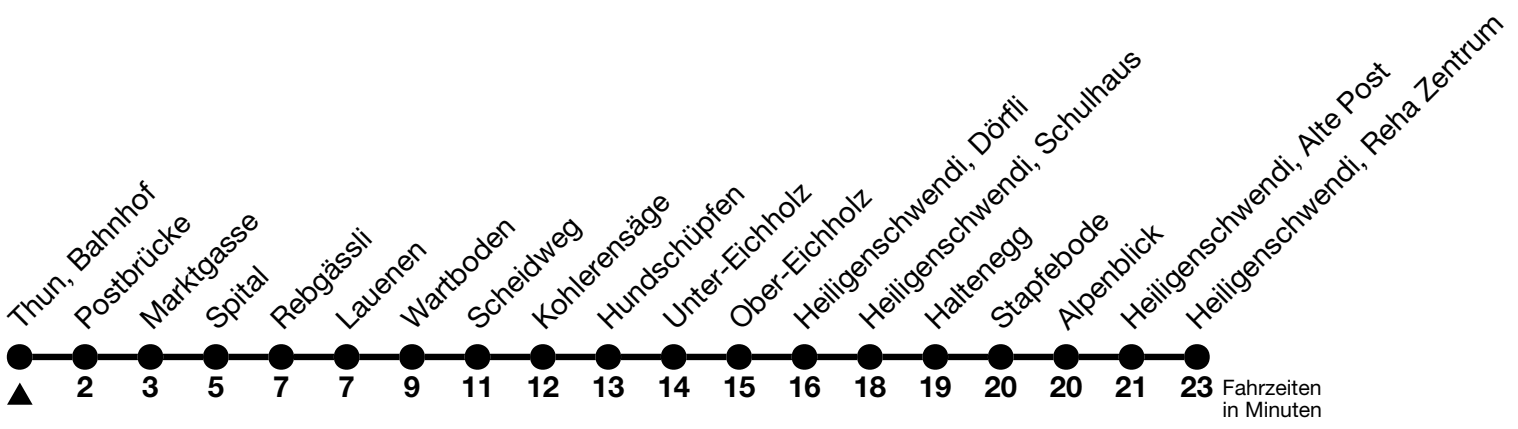 Thun, Bahnhof
Postbrücke
Marktgasse
Spital
Rebgässli
Lauenen
Wartboden
Scheidweg
Kohlerensäge
Hundschüpfen
Unter-Eichholz
Ober-Eichholz
Heiligenschwendi, Dörfli
Heiligenschwendi, Schulhaus
Haltenegg
Stapfebode
Alpenblick
Heiligenschwendi, Alte Post
Heiligenschwendi, Reha Zentrum
2 3 5 7 7 9 11 12 13 14 15 16 18 19 20 20 21 23
Fahrzeiten
in Minuten